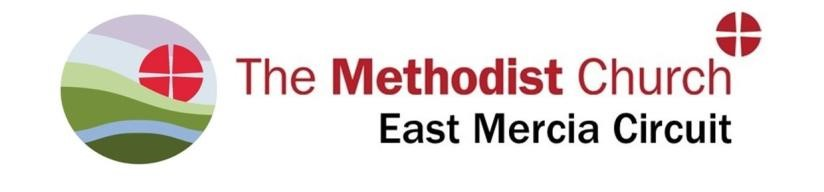 The Methodist Church
East Mercia Circuit